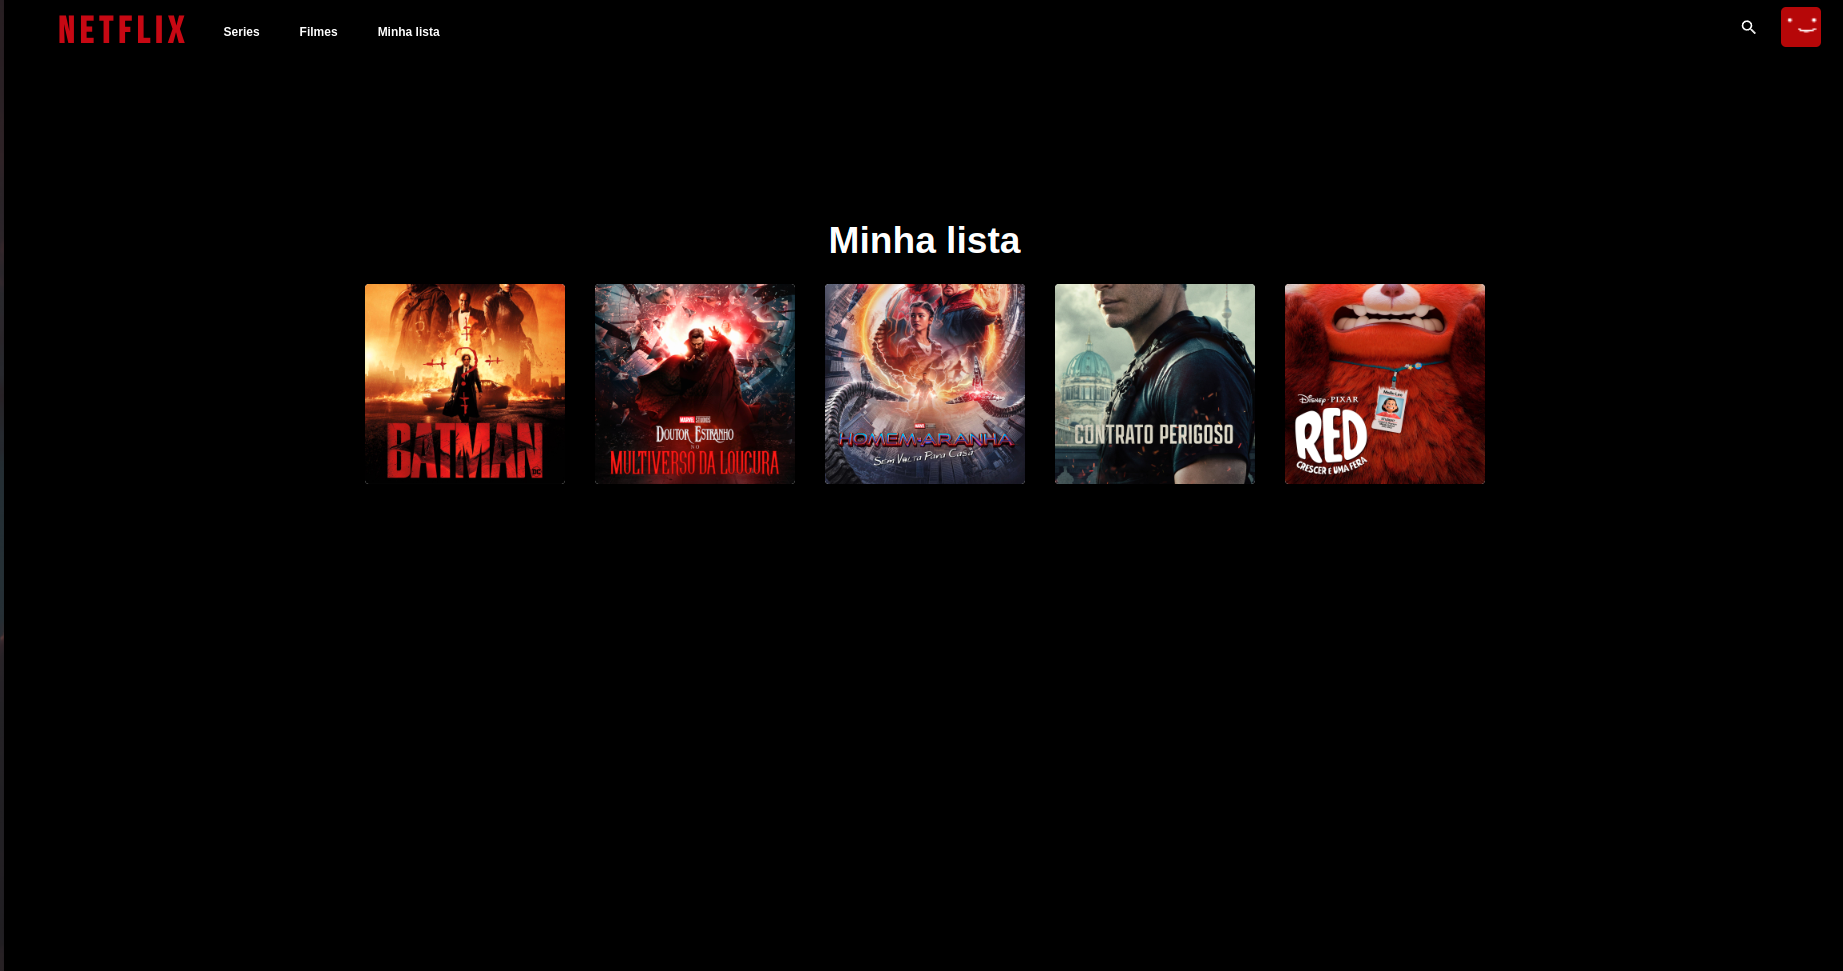 NETFLIX
Series
Filmes
Minha lista
Minha lista
BATMAN
DC
MARVEL STUDIOS
DOUTOR ESTRANHO
NO
MULTIVERSO DA LOUCURA
MARVEL
HOMEM-ARANHA
SEM VOLTA PARA CASA
CONTRATO PERIGOSO
Disney · PIXAR
RED
CRESCER É UMA FERA